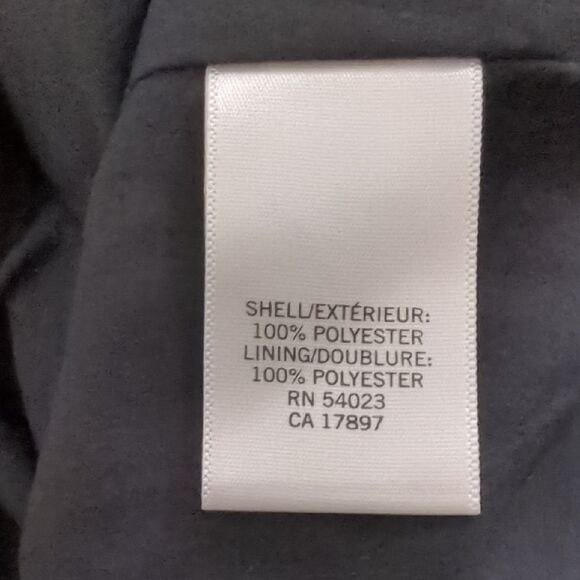 SHELL/EXTÉRIEUR:
100% POLYESTER
LINING/DOUBLURE:
100% POLYESTER
RN 54023
CA 17897